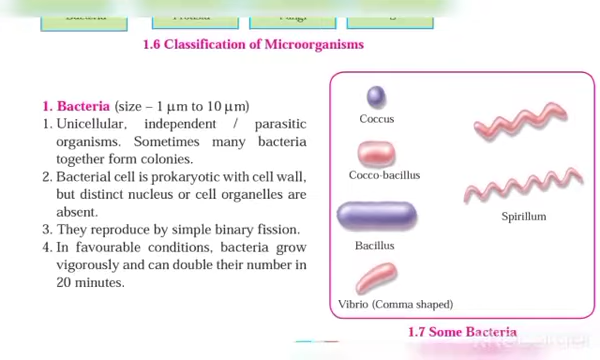 Bacteria
Protozoa
Fungi
1.6 Classification of Microorganisms
1. Bacteria (size – 1 µm to 10 µm)
1. Unicellular, independent / parasitic
organisms. Sometimes many bacteria
together form colonies.
2. Bacterial cell is prokaryotic with cell wall,
but distinct nucleus or cell organelles are
absent.
3. They reproduce by simple binary fission.
4. In favourable conditions, bacteria grow
vigorously and can double their number in
20 minutes.
Coccus
Cocco-bacillus
Bacillus
Vibrio (Comma shaped)
Spirillum
1.7 Some Bacteria